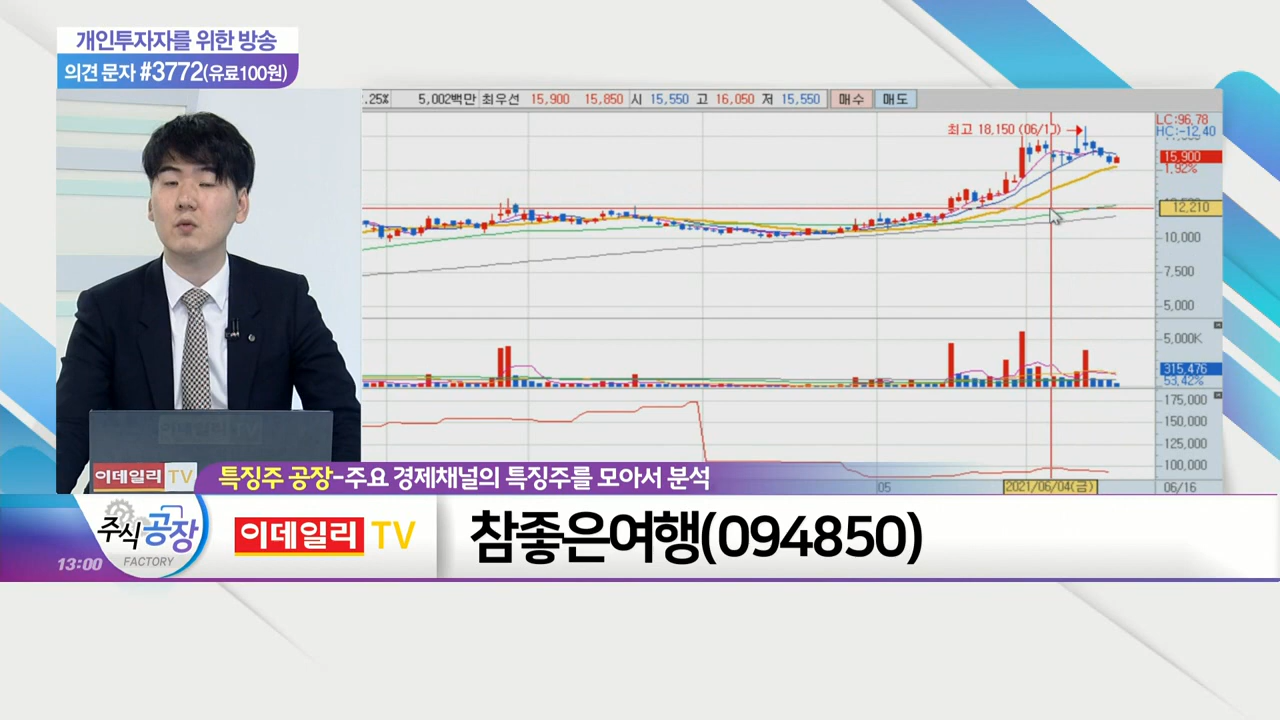 개인투자자를 위한 방송
의견 문자 #3772(유료100원)
.25% 5,002백만 최우선 15,900 15,850 시 15,550 고 16,050 저 15,550 매수 매도
최고 18,150 (06/1
LC:96.78
HC:-12.40
15,900
1.92%
12,210
10,000
7,500
5,000
5,000K
315,476
53.42%
175,000
150,000
125,000
100,000
05 2021/06/04(금) 06/16
이데일리 TV
특징주 공장-주요 경제채널의 특징주를 모아서 분석
주식공장
FACTORY
13:00
이데일리 TV
참좋은여행(094850)